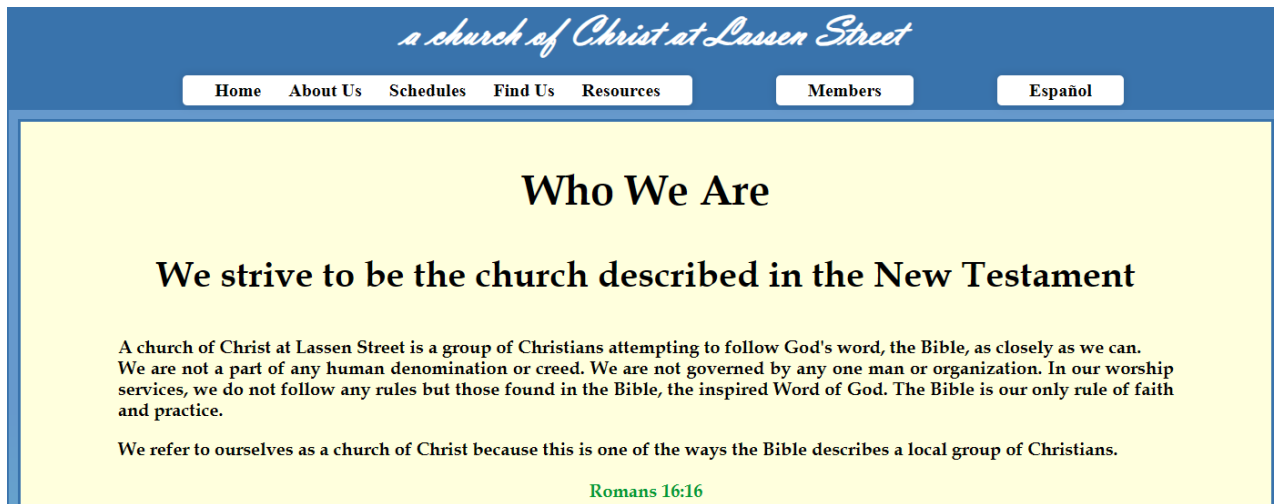 a church of Christ at Lassen Street
Home About Us Schedules Find Us Resources Members Español
Who We Are
We strive to be the church described in the New Testament
A church of Christ at Lassen Street is a group of Christians attempting to follow God's word, the Bible, as closely as we can.
We are not a part of any human denomination or creed. We are not governed by any one man or organization. In our worship
services, we do not follow any rules but those found in the Bible, the inspired Word of God. The Bible is our only rule of faith
and practice.
We refer to ourselves as a church of Christ because this is one of the ways the Bible describes a local group of Christians.
Romans 16:16